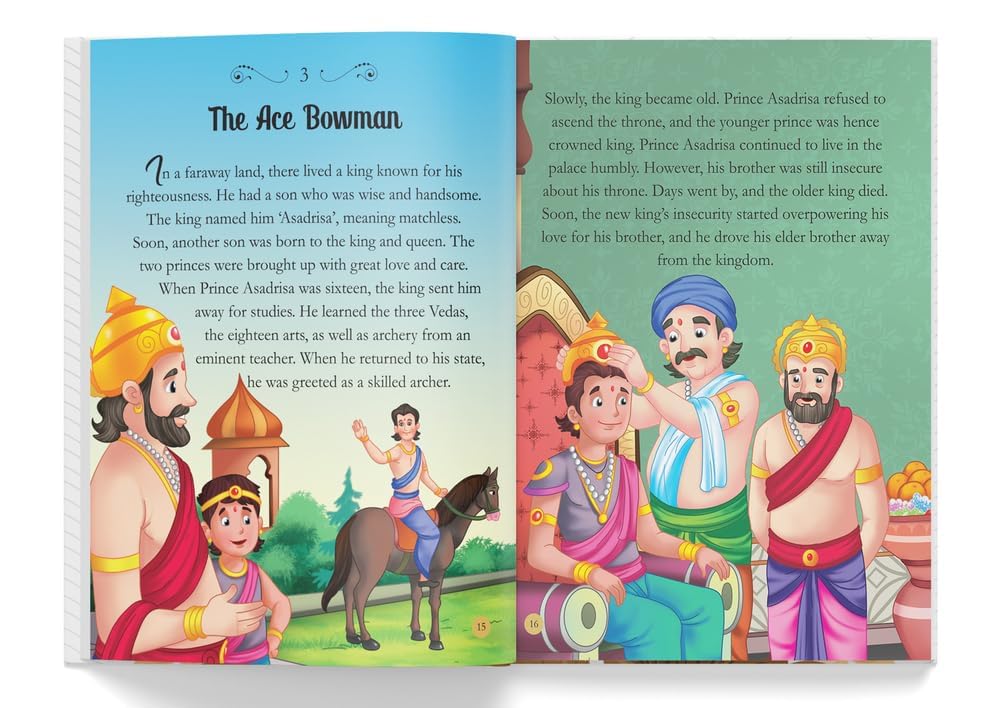 3
The Ace Bowman
In a faraway land, there lived a king known for his
righteousness. He had a son who was wise and handsome.
The king named him ‘Asadrisa’, meaning matchless.
Soon, another son was born to the king and queen. The
two princes were brought up with great love and care.
When Prince Asadrisa was sixteen, the king sent him
away for studies. He learned the three Vedas,
the eighteen arts, as well as archery from an
eminent teacher. When he returned to his state,
he was greeted as a skilled archer.
15
Slowly, the king became old. Prince Asadrisa refused to
ascend the throne, and the younger prince was hence
crowned king. Prince Asadrisa continued to live in the
palace humbly. However, his brother was still insecure
about his throne. Days went by, and the older king died.
Soon, the new king’s insecurity started overpowering his
love for his brother, and he drove his elder brother away
from the kingdom.
16